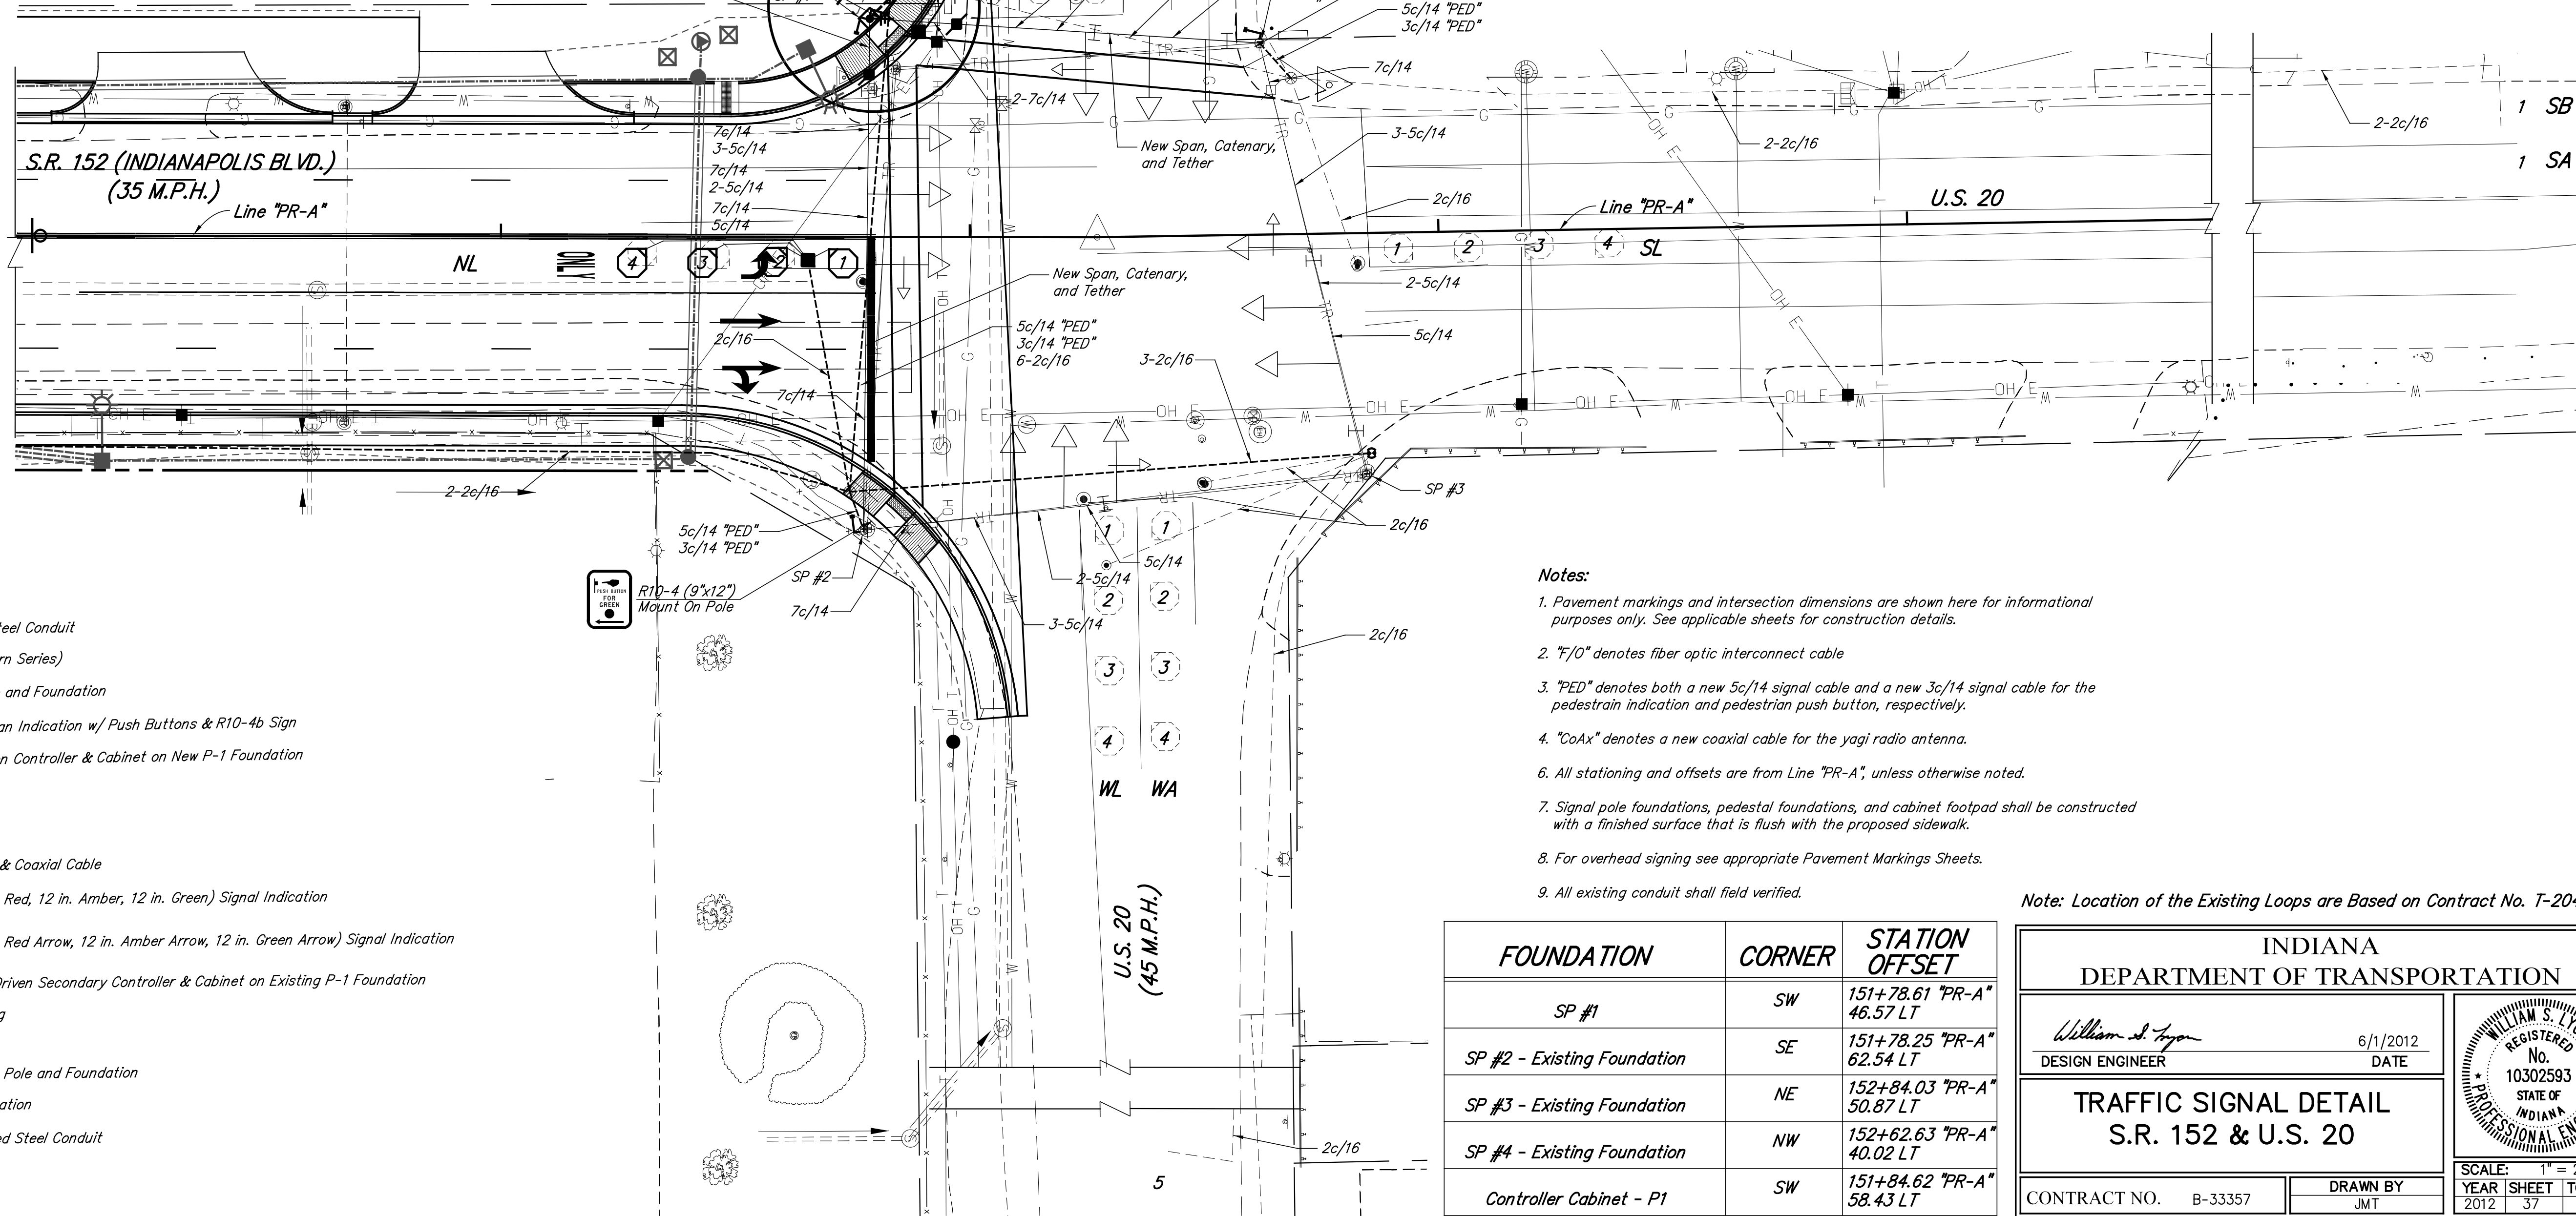 5c/14 "PED"
3c/14 "PED"
7c/14
2-7c/14
7c/14
3-5c/14
7c/14
2-5c/14
7c/14
5c/14
New Span, Catenary,
and Tether
3-5c/14
2-2c/16
2-2c/16
1 SB
1 SA
S.R. 152 (INDIANAPOLIS BLVD.)
(35 M.P.H.)
Line "PR-A"
2c/16
Line "PR-A"
U.S. 20
NL
ONLY
4 3 2 1
1 2 3 4 SL
New Span, Catenary,
and Tether
2-5c/14
5c/14 "PED"
3c/14 "PED"
6-2c/16
2c/16
3-2c/16
5c/14
7c/14
2-2c/16
SP #3
5c/14 "PED"
3c/14 "PED"
2c/16
5c/14
2-5c/14
SP #2
PUSH BUTTON
FOR
GREEN
R10-4 (9"x12")
Mount On Pole
7c/14
3-5c/14
2c/16
1 1
2 2
3 3
4 4
WL WA
U.S. 20
(45 M.P.H.)
2c/16
5
teel Conduit
rn Series)
and Foundation
an Indication w/ Push Buttons & R10-4b Sign
n Controller & Cabinet on New P-1 Foundation
& Coaxial Cable
Red, 12 in. Amber, 12 in. Green) Signal Indication
Red Arrow, 12 in. Amber Arrow, 12 in. Green Arrow) Signal Indication
Driven Secondary Controller & Cabinet on Existing P-1 Foundation
g
Pole and Foundation
ation
ed Steel Conduit
Notes:
1. Pavement markings and intersection dimensions are shown here for informational
purposes only. See applicable sheets for construction details.
2. "F/O" denotes fiber optic interconnect cable
3. "PED" denotes both a new 5c/14 signal cable and a new 3c/14 signal cable for the
pedestrain indication and pedestrian push button, respectively.
4. "CoAx" denotes a new coaxial cable for the yagi radio antenna.
6. All stationing and offsets are from Line "PR-A", unless otherwise noted.
7. Signal pole foundations, pedestal foundations, and cabinet footpad shall be constructed
with a finished surface that is flush with the proposed sidewalk.
8. For overhead signing see appropriate Pavement Markings Sheets.
9. All existing conduit shall field verified.
Note: Location of the Existing Loops are Based on Contract No. T-204
FOUNDATION CORNER STATION OFFSET
SP #1 SW 151+78.61 "PR-A" 46.57 LT
SP #2 - Existing Foundation SE 151+78.25 "PR-A" 62.54 LT
SP #3 - Existing Foundation NE 152+84.03 "PR-A" 50.87 LT
SP #4 - Existing Foundation NW 152+62.63 "PR-A" 40.02 LT
Controller Cabinet - P1 SW 151+84.62 "PR-A" 58.43 LT
INDIANA
DEPARTMENT OF TRANSPORTATION
William S. Lyon
6/1/2012
DESIGN ENGINEER DATE
TRAFFIC SIGNAL DETAIL
S.R. 152 & U.S. 20
WILLIAM S. LY
REGISTERED
No.
10302593
STATE OF
INDIANA
PROFESSIONAL EN
SCALE: 1" = 2
CONTRACT NO. B-33357
DRAWN BY
JMT
YEAR SHEET T
2012 37